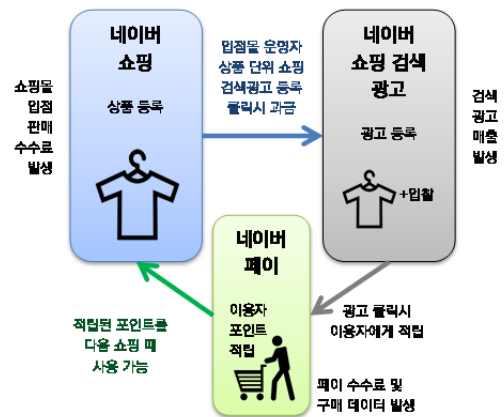 네이버
쇼핑
상품 등록
쇼핑몰
입점
판매
수수료
발생
입점몰 운영자
상품 단위 쇼핑
검색광고 등록
클릭시 과금
네이버
쇼핑 검색
광고
광고 등록
+입찰
검색
광고
매출
발생
네이버
페이
이용자
포인트
적립
적립된 포인트를
다음 쇼핑 때
사용 가능
광고 클릭시
이용자에게 적립
페이 수수료 및
구매 데이터 발생